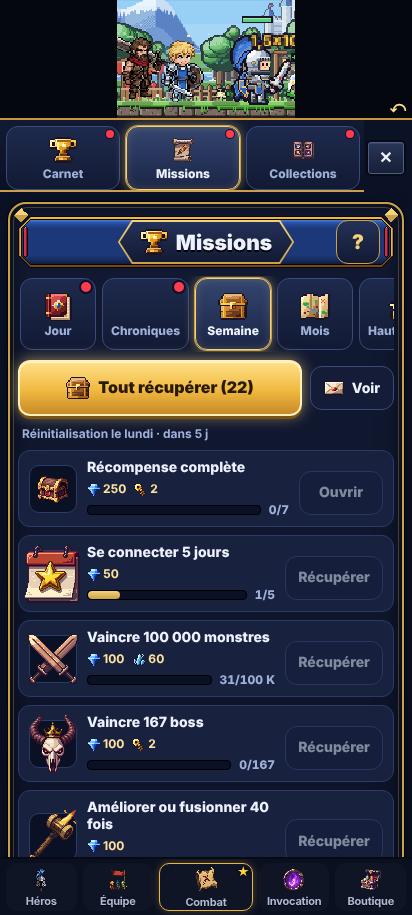 1,5×10
Carnet
Missions
Collections
×
Missions
?
Jour
Chroniques
Semaine
Mois
Haut
Tout récupérer (22)
Voir
Réinitialisation le lundi · dans 5 j
Récompense complète
250 2
0/7
Ouvrir
Se connecter 5 jours
50
1/5
Récupérer
Vaincre 100 000 monstres
100 60
31/100 K
Récupérer
Vaincre 167 boss
100 2
0/167
Récupérer
Améliorer ou fusionner 40
fois
100
Récupérer
Héros
Équipe
Combat
Invocation
Boutique